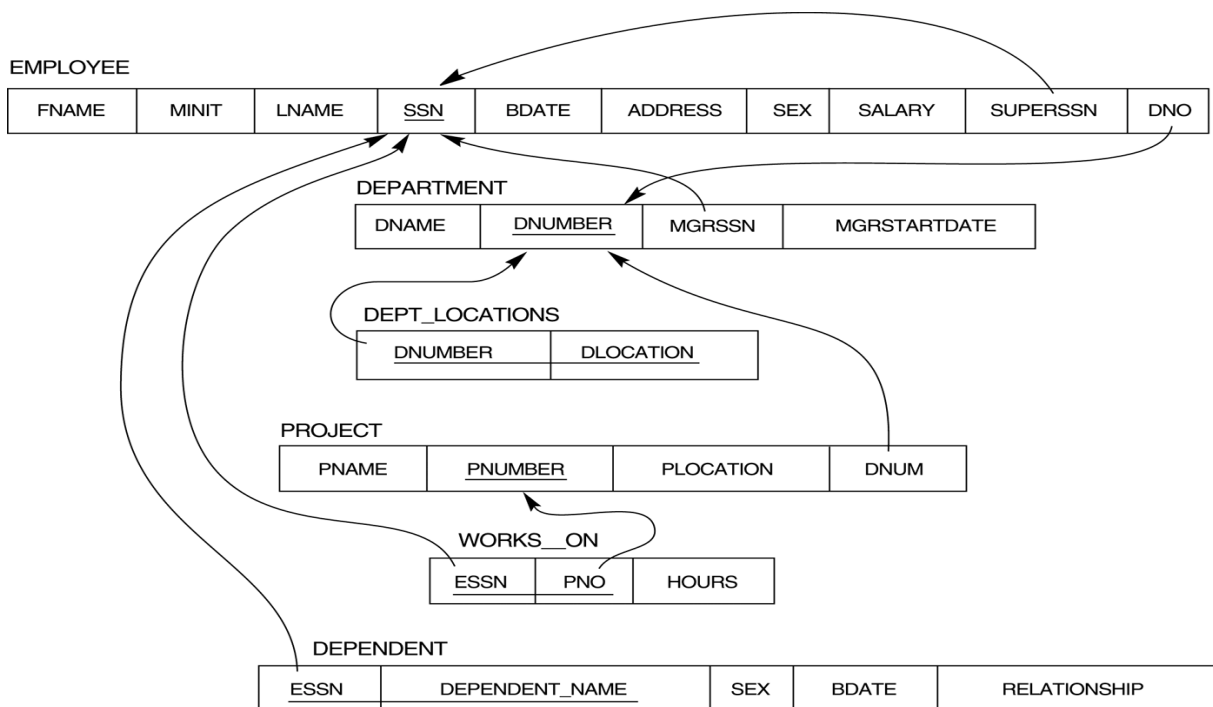 EMPLOYEE
FNAME MINIT LNAME SSN BDATE ADDRESS SEX SALARY SUPERSSN DNO
DEPARTMENT
DNAME DNUMBER MGRSSN MGRSTARTDATE
DEPT_LOCATIONS
DNUMBER DLOCATION
PROJECT
PNAME PNUMBER PLOCATION DNUM
WORKS__ON
ESSN PNO HOURS
DEPENDENT
ESSN DEPENDENT_NAME SEX BDATE RELATIONSHIP